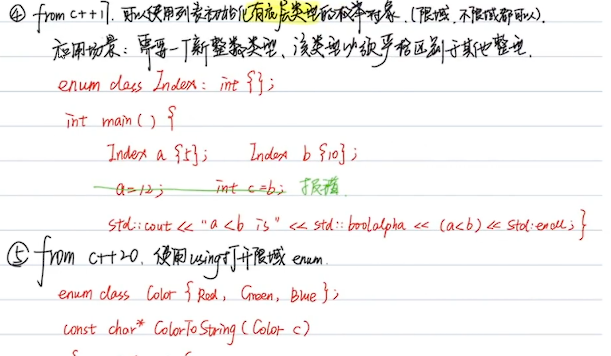 ④ from c++17, 可以使用列表初始化有底层类型的枚举对象. (限域, 不限域都可以).
应用场景: 需要一个新整数类型, 该类型必须严格区别于其他整型.
enum class Index: int {};
int main() {
Index a {5}; Index b {10};
a=12; int c=b; 报错
std::cout << "a<b is" << std::boolalpha << (a<b) << std::endl; }
⑤ from c++20, 使用using打开限域 enum.
enum class Color {Red, Green, Blue};
const char* ColorToString(Color c)